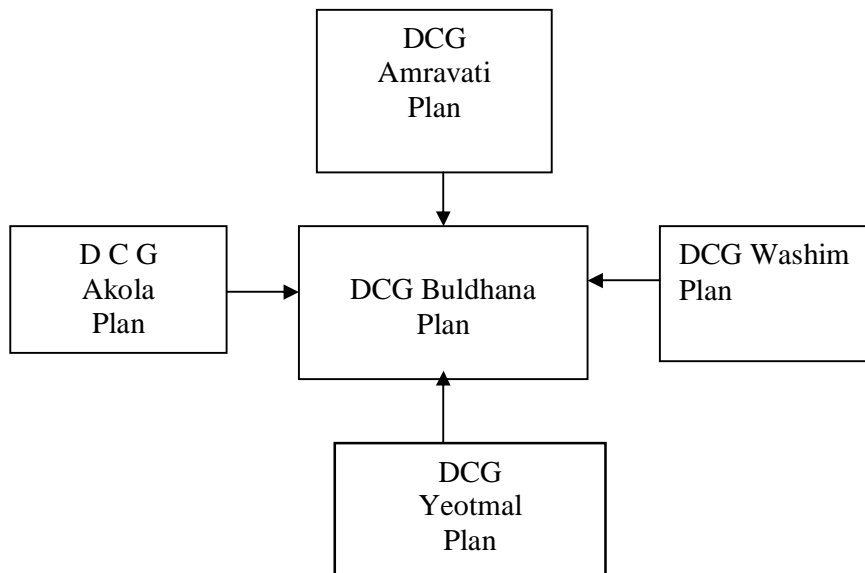 DCG
Amravati
Plan
D C G
Akola
Plan
DCG Buldhana
Plan
DCG Washim
Plan
DCG
Yeotmal
Plan